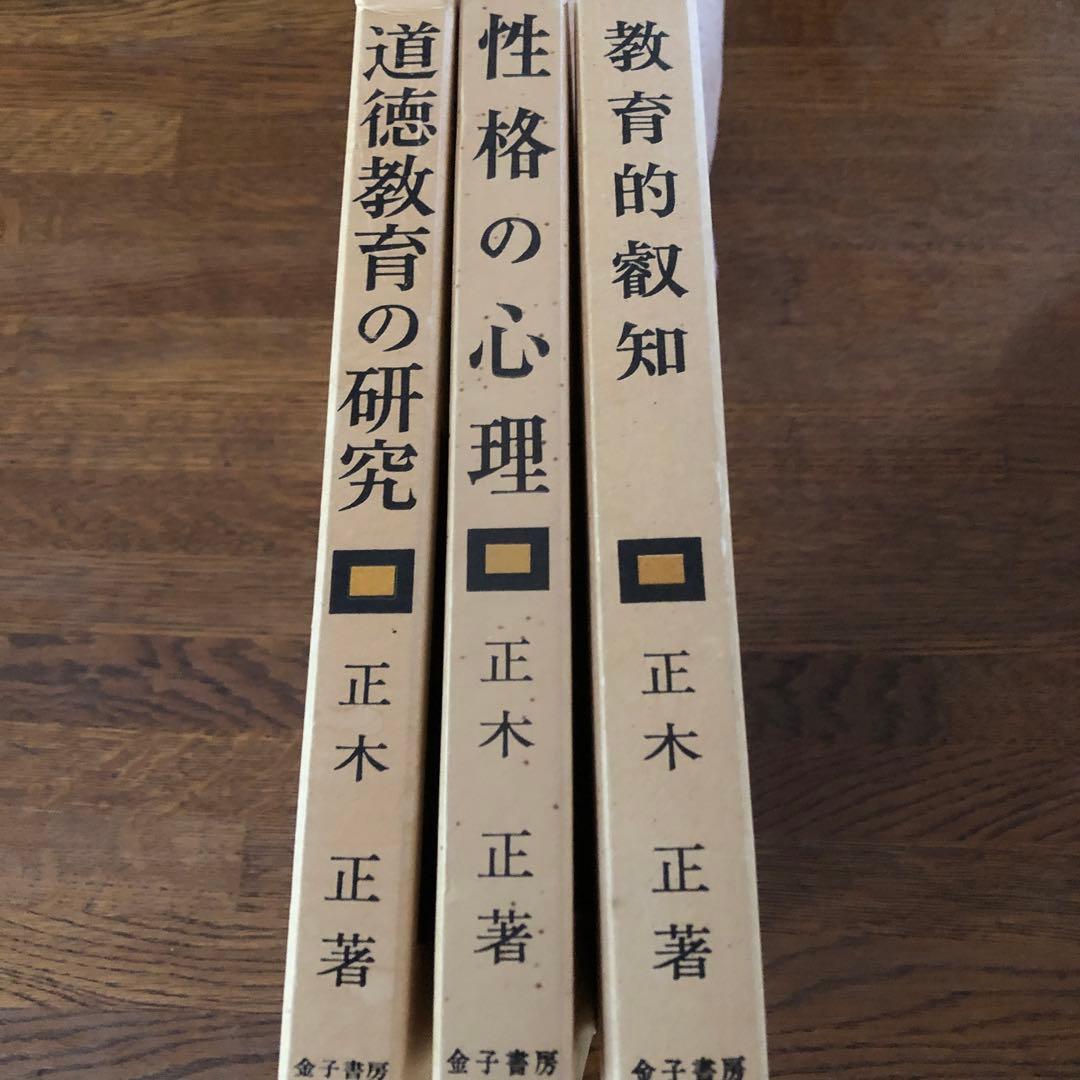 道徳教育の研究
正木 正著
金子書房
性格の心理
正木 正著
金子書房
教育的叡知
正木 正著
金子書房